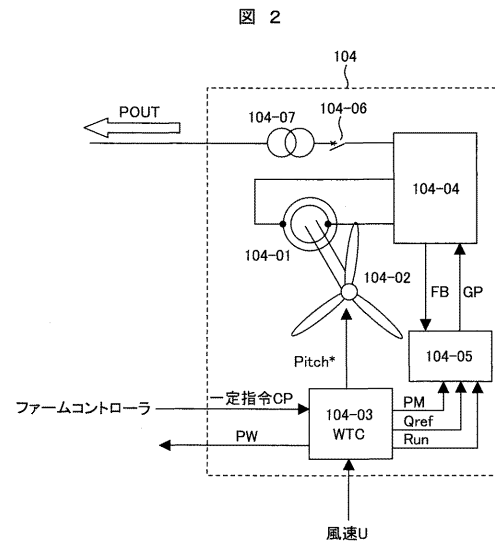 図 2
104
POUT
104-07
104-06
104-04
104-01
104-02
FB
GP
Pitch*
104-05
ファームコントローラ
一定指令CP
104-03
WTC
PM
Qref
Run
PW
風速U